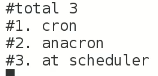 #total 3
#1. cron
#2. anacron
#3. at scheduler